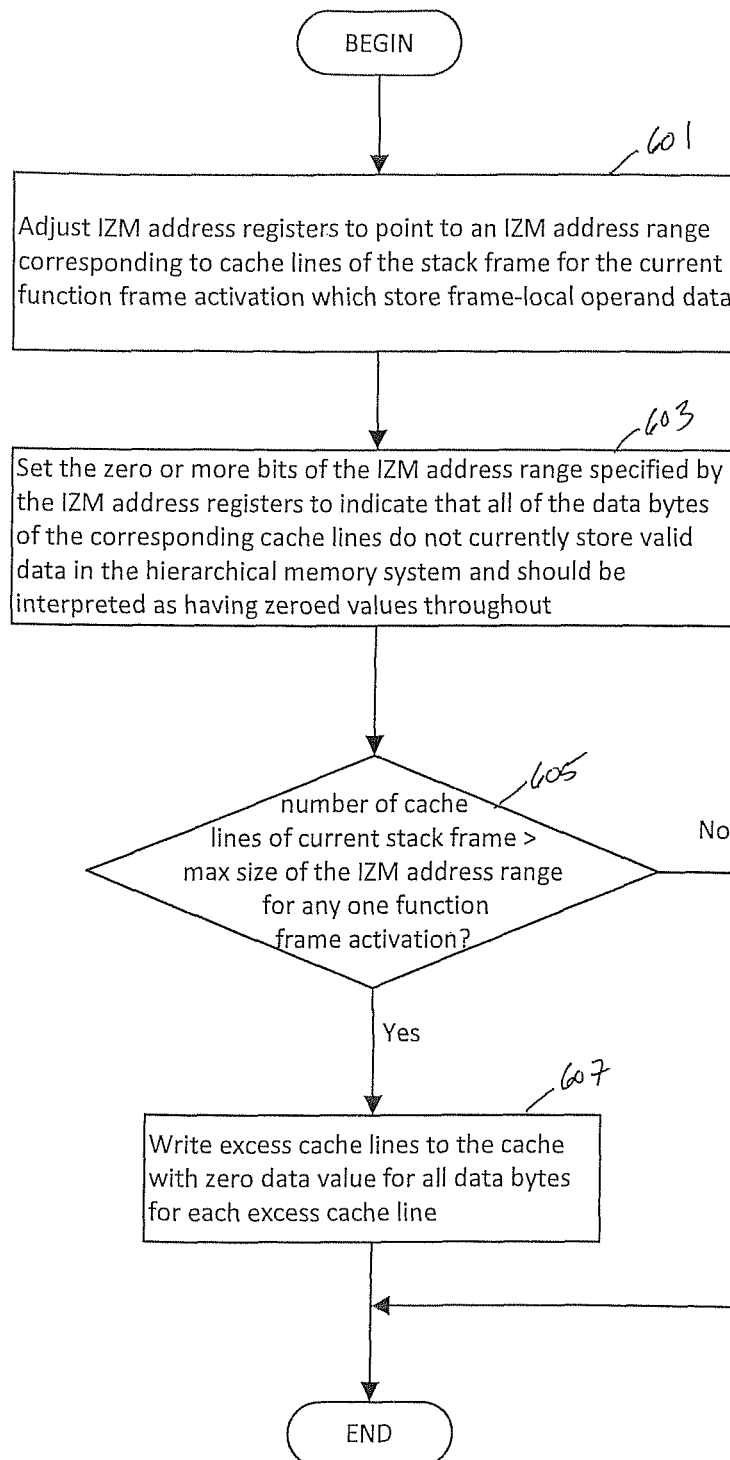 BEGIN
601
Adjust IZM address registers to point to an IZM address range
corresponding to cache lines of the stack frame for the current
function frame activation which store frame-local operand data
603
Set the zero or more bits of the IZM address range specified by
the IZM address registers to indicate that all of the data bytes
of the corresponding cache lines do not currently store valid
data in the hierarchical memory system and should be
interpreted as having zeroed values throughout
605
number of cache
lines of current stack frame >
max size of the IZM address range
for any one function
frame activation?
No
Yes
607
Write excess cache lines to the cache
with zero data value for all data bytes
for each excess cache line
END